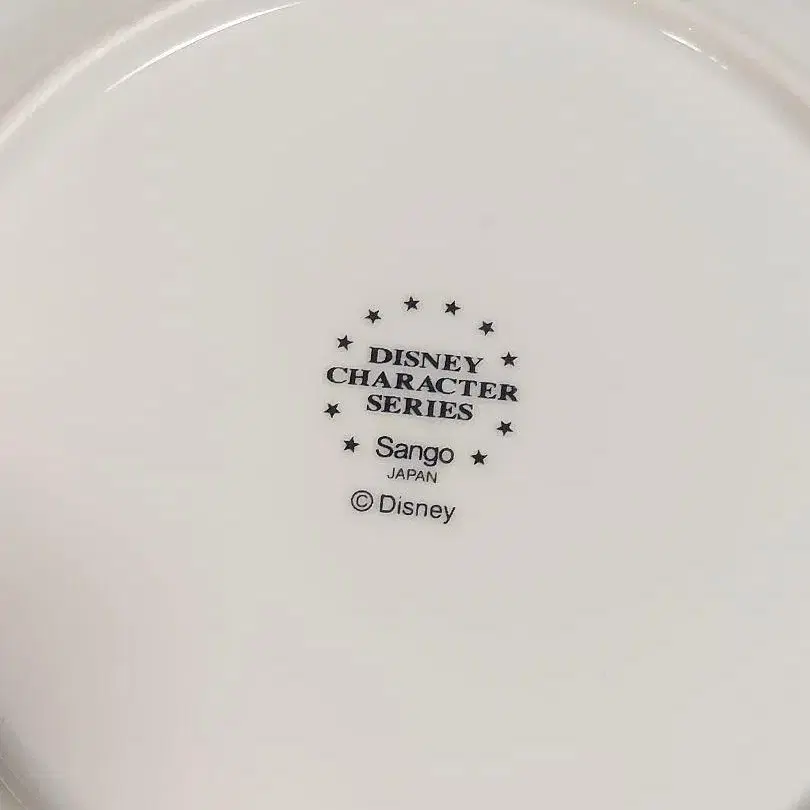 DISNEY
CHARACTER
SERIES
Sango
JAPAN
© Disney